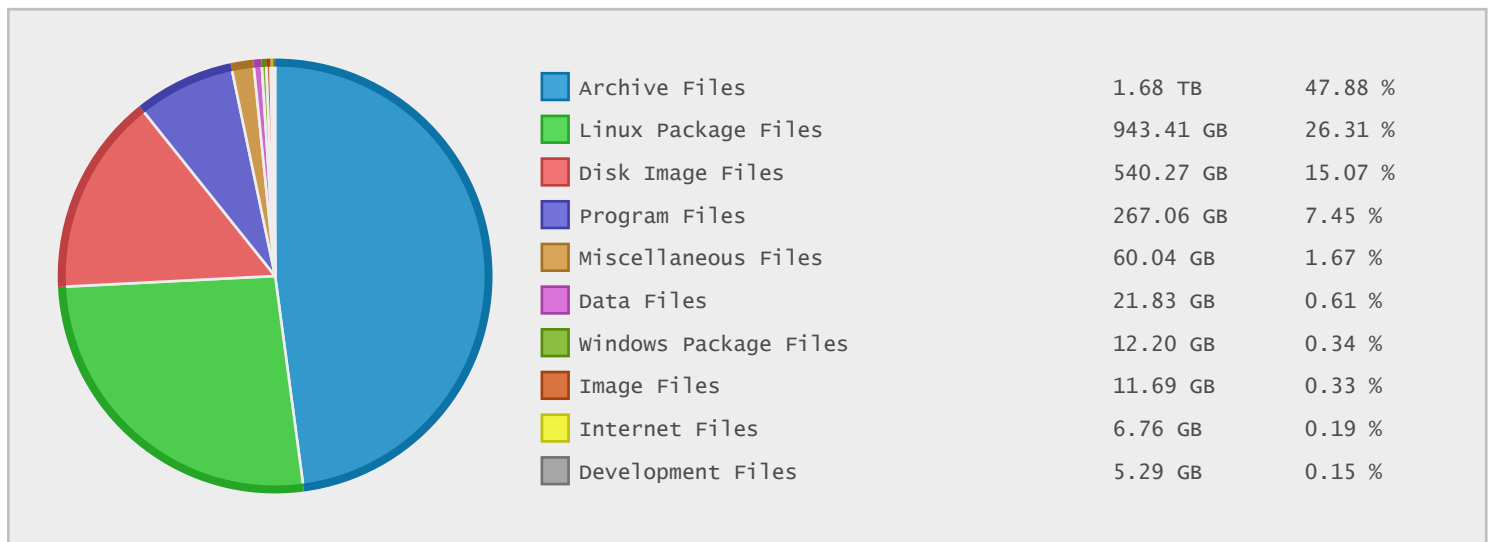 Archive Files 1.68 TB 47.88 %
Linux Package Files 943.41 GB 26.31 %
Disk Image Files 540.27 GB 15.07 %
Program Files 267.06 GB 7.45 %
Miscellaneous Files 60.04 GB 1.67 %
Data Files 21.83 GB 0.61 %
Windows Package Files 12.20 GB 0.34 %
Image Files 11.69 GB 0.33 %
Internet Files 6.76 GB 0.19 %
Development Files 5.29 GB 0.15 %